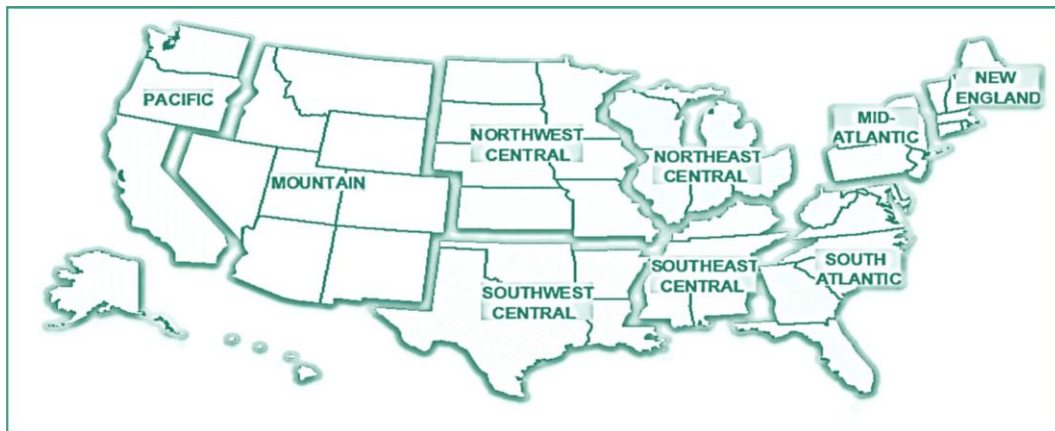 NEW
ENGLAND
PACIFIC
MID-
ATLANTIC
NORTHWEST
CENTRAL
NORTHEAST
CENTRAL
MOUNTAIN
SOUTH
ATLANTIC
SOUTHEAST
CENTRAL
SOUTHWEST
CENTRAL